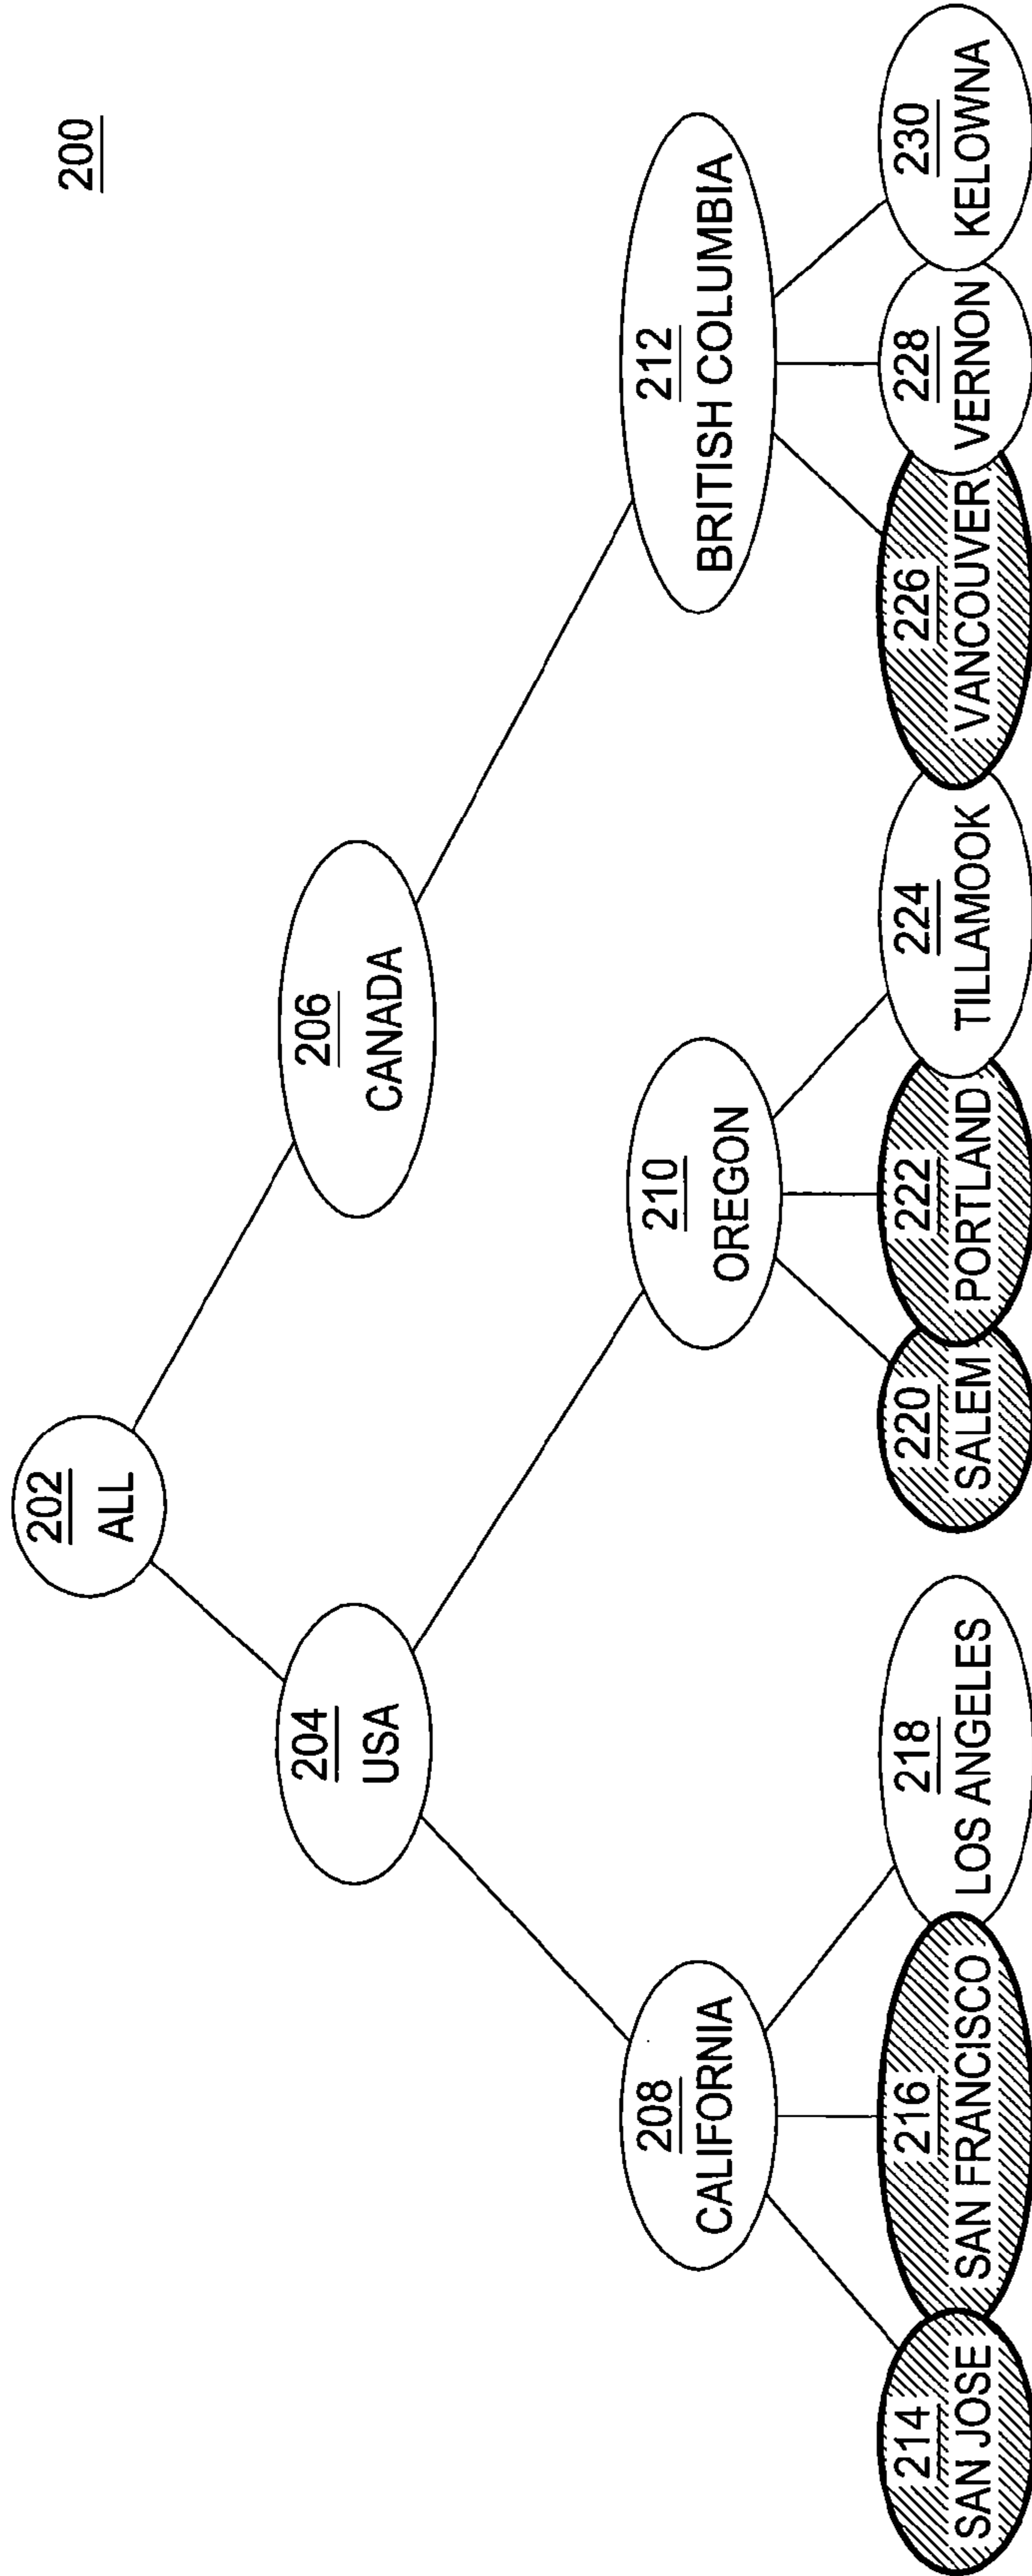 200
202
ALL
204
USA
206
CANADA
208
CALIFORNIA
210
OREGON
212
BRITISH COLUMBIA
214
SAN JOSE
216
SAN FRANCISCO
218
LOS ANGELES
220
SALEM
222
PORTLAND
224
TILLAMOOK
226
VANCOUVER
228
VERNON
230
KELOWNA